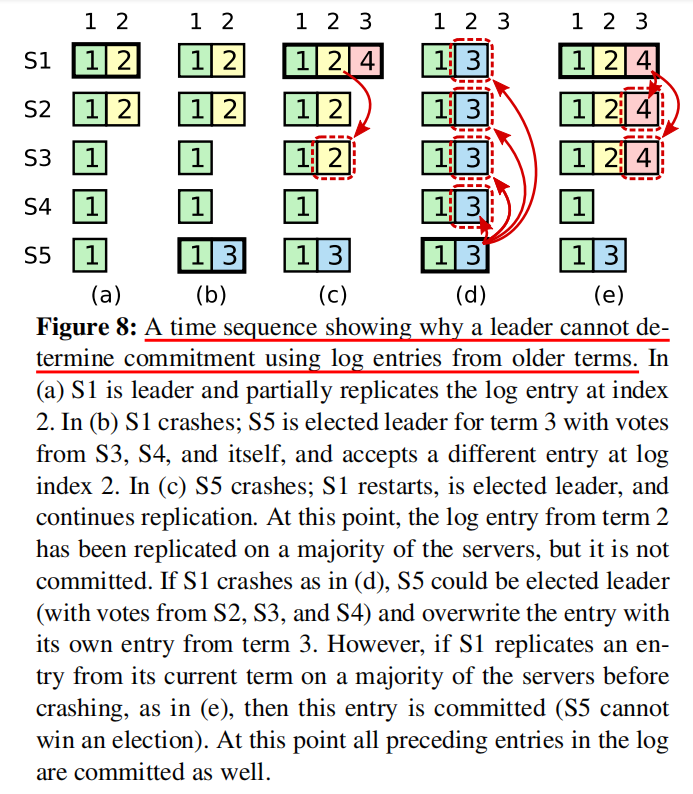 1 2 1 2 1 2 3 1 2 3 1 2 3
S1 1 2 1 2 1 2 4 1 3 1 2 4
S2 1 2 1 2 1 2 1 3 1 2 4
S3 1 1 1 2 1 3 1 2 4
S4 1 1 1 1 3 1
S5 1 1 3 1 3 1 3 1 3
(a) (b) (c) (d) (e)
Figure 8: A time sequence showing why a leader cannot de-
termine commitment using log entries from older terms. In
(a) S1 is leader and partially replicates the log entry at index
2. In (b) S1 crashes; S5 is elected leader for term 3 with votes
from S3, S4, and itself, and accepts a different entry at log
index 2. In (c) S5 crashes; S1 restarts, is elected leader, and
continues replication. At this point, the log entry from term 2
has been replicated on a majority of the servers, but it is not
committed. If S1 crashes as in (d), S5 could be elected leader
(with votes from S2, S3, and S4) and overwrite the entry with
its own entry from term 3. However, if S1 replicates an en-
try from its current term on a majority of the servers before
crashing, as in (e), then this entry is committed (S5 cannot
win an election). At this point all preceding entries in the log
are committed as well.